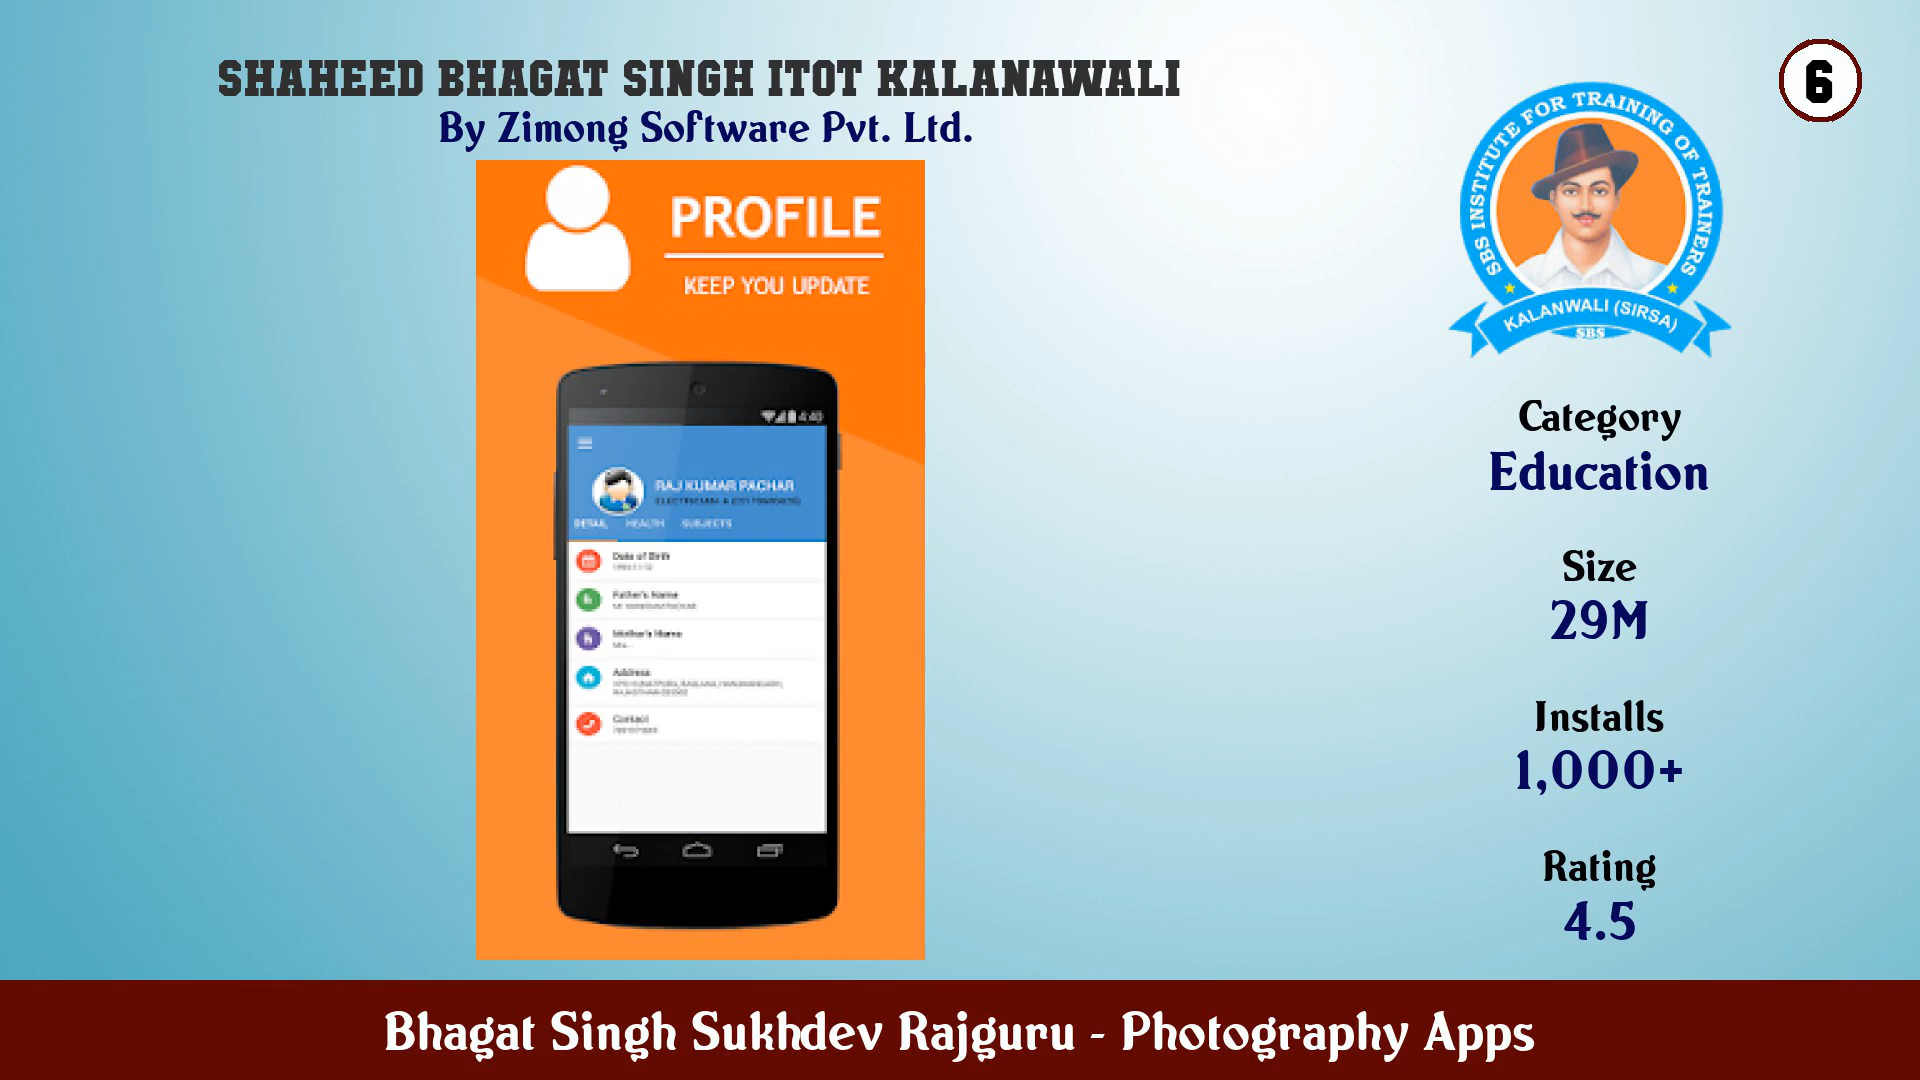 SHAHEED BHAGAT SINGH ITOT KALANAWALI
By Zimong Software Pvt. Ltd.
6
PROFILE
KEEP YOU UPDATE
4:40
RAJ KUMAR PACHAR
DETAIL HEALTH SUBJECTS
Date of Birth
Father's Name
Mother's Name
Address
Contact
SBS INSTITUTE FOR TRAINING OF TRAINERS
KALANWALI (SIRSA)
SBS
Category
Education
Size
29M
Installs
1,000+
Rating
4.5
Bhagat Singh Sukhdev Rajguru - Photography Apps